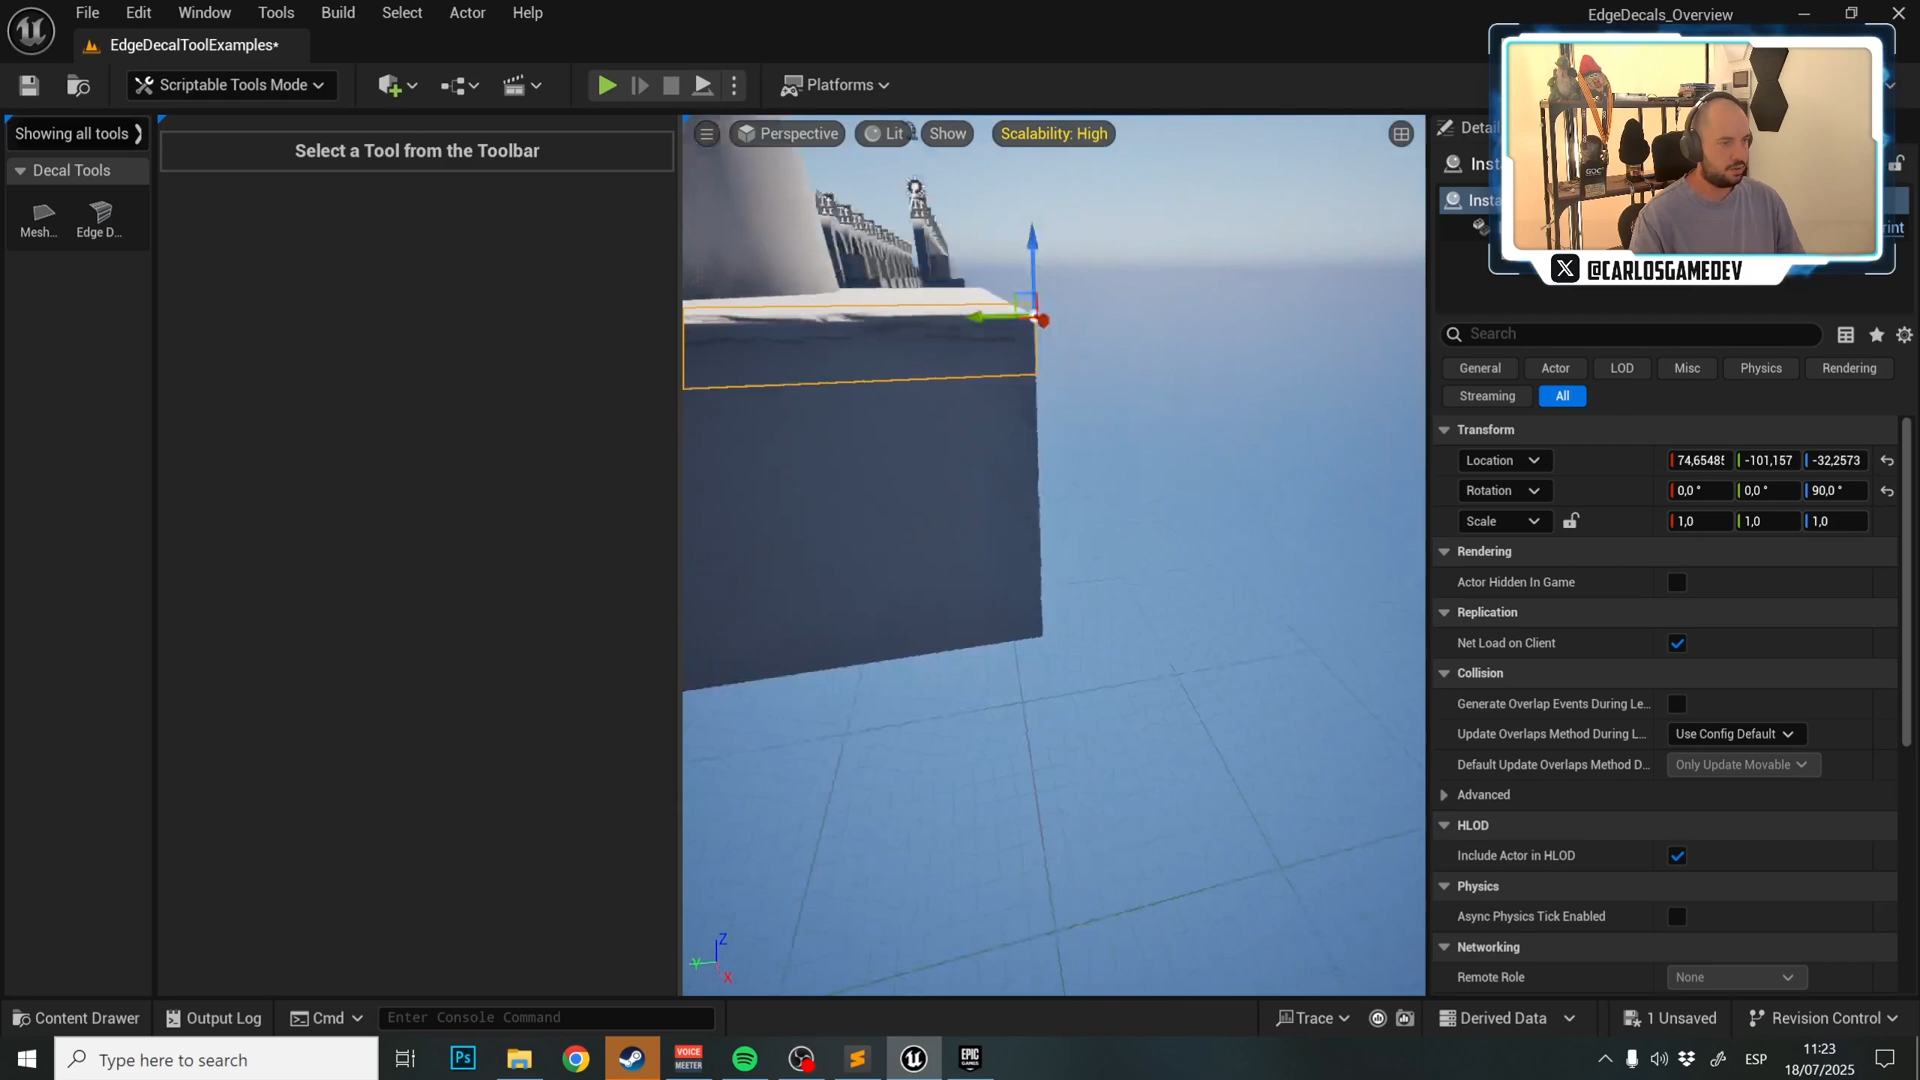 File Edit Window Tools Build Select Actor Help
EdgeDecals_Overview
EdgeDecalToolExamples*
Scriptable Tools Mode
Platforms
Showing all tools
Decal Tools
Mesh...
Edge D...
Select a Tool from the Toolbar
Perspective
Lit
Show
Scalability: High
Z
Y
X
@CARLOSGAMEDEV
Search
General
Actor
LOD
Misc
Physics
Rendering
Streaming
All
Transform
Location 74,6548 -101,157 -32,2573
Rotation 0,0 ° 0,0 ° 90,0 °
Scale 1,0 1,0 1,0
Rendering
Actor Hidden In Game
Replication
Net Load on Client
Collision
Generate Overlap Events During Le...
Update Overlaps Method During L... Use Config Default
Default Update Overlaps Method D... Only Update Movable
Advanced
HLOD
Include Actor in HLOD
Physics
Async Physics Tick Enabled
Networking
Remote Role None
Content Drawer
Output Log
Cmd
Enter Console Command
Trace
Derived Data
1 Unsaved
Revision Control
Type here to search
Ps
VOICE
MEETER
EPIC
GAMES
ESP
11:23
18/07/2025